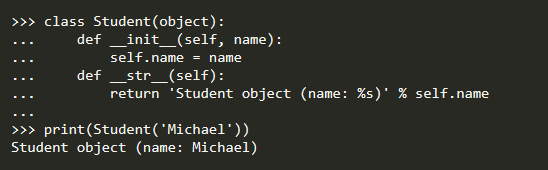 >>> class Student(object):
...     def __init__(self, name):
...         self.name = name
...     def __str__(self):
...         return 'Student object (name: %s)' % self.name
...
>>> print(Student('Michael'))
Student object (name: Michael)